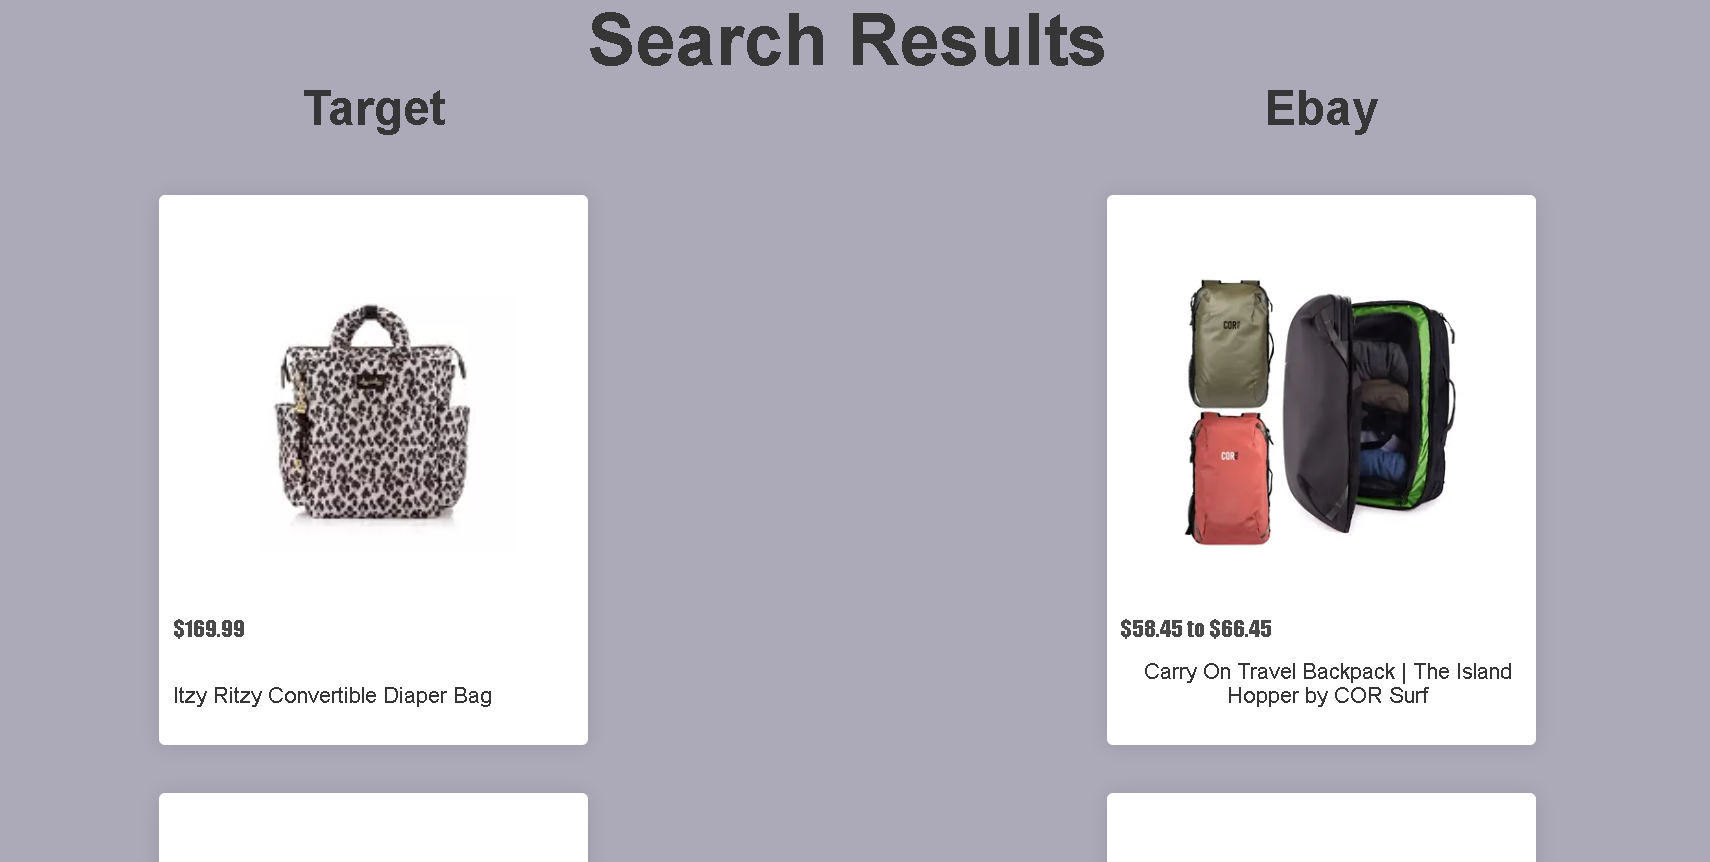 Search Results
Target
Ebay
$169.99
Itzy Ritzy Convertible Diaper Bag
COR
COR
$58.45 to $66.45
Carry On Travel Backpack | The Island
Hopper by COR Surf